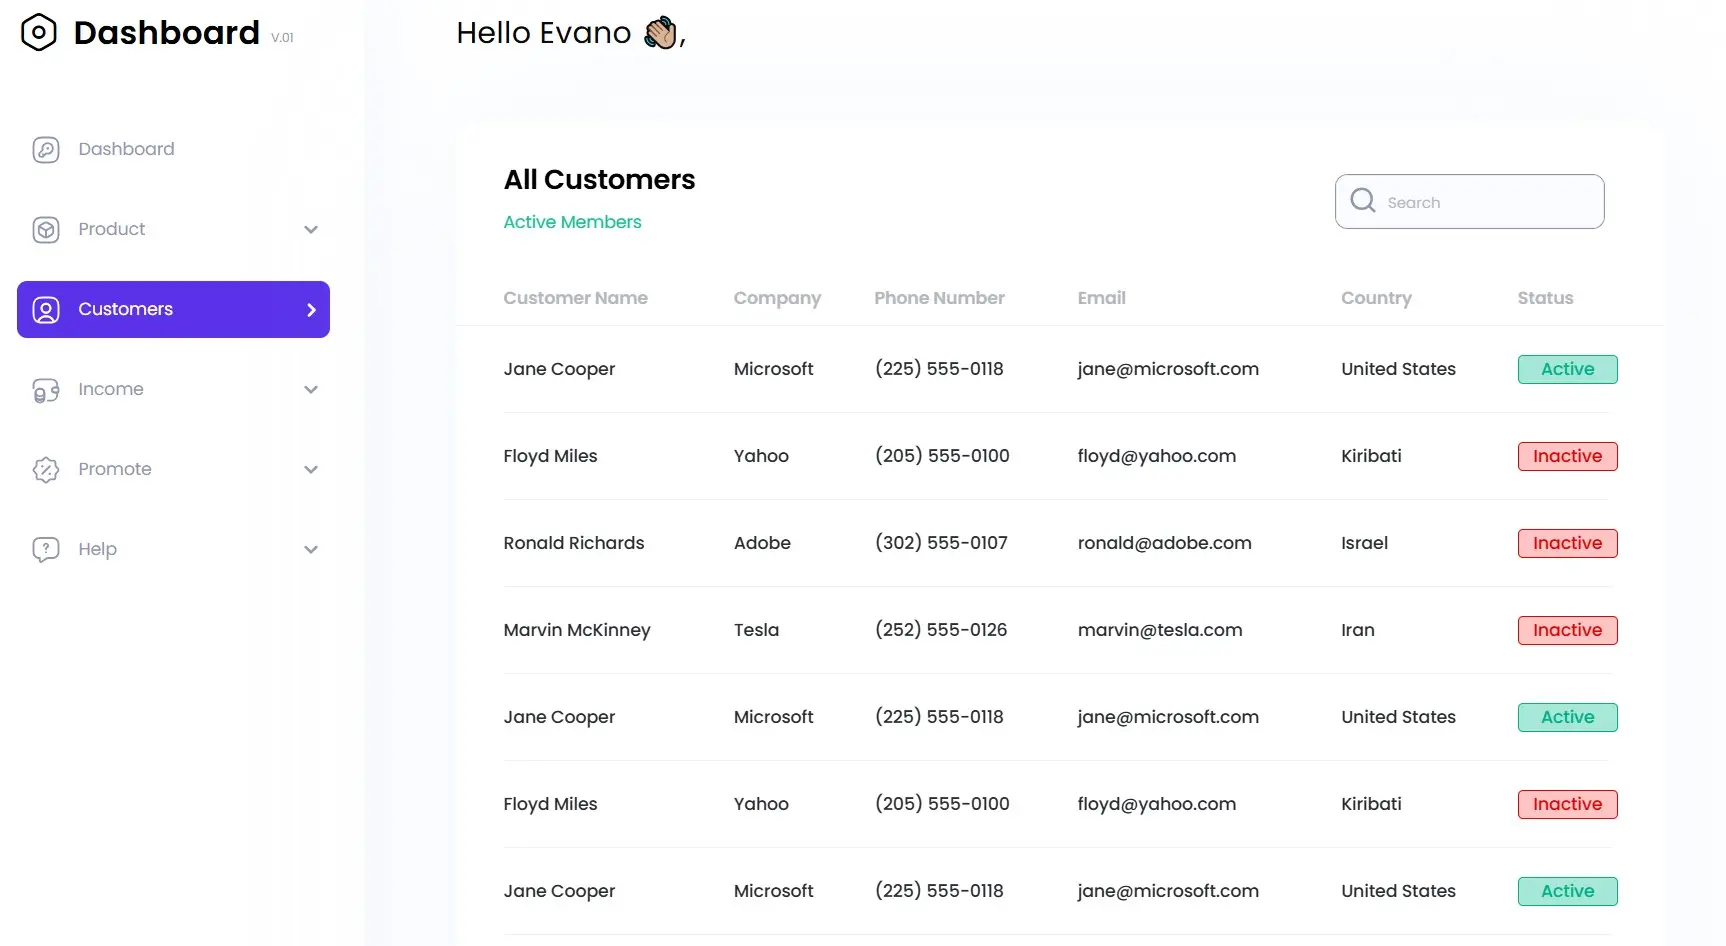 Dashboard v.01
Hello Evano 👋🏽,
Dashboard
Product
Customers
Income
Promote
Help
All Customers
Active Members
Search
Customer Name Company Phone Number Email Country Status
Jane Cooper Microsoft (225) 555-0118 jane@microsoft.com United States Active
Floyd Miles Yahoo (205) 555-0100 floyd@yahoo.com Kiribati Inactive
Ronald Richards Adobe (302) 555-0107 ronald@adobe.com Israel Inactive
Marvin McKinney Tesla (252) 555-0126 marvin@tesla.com Iran Inactive
Jane Cooper Microsoft (225) 555-0118 jane@microsoft.com United States Active
Floyd Miles Yahoo (205) 555-0100 floyd@yahoo.com Kiribati Inactive
Jane Cooper Microsoft (225) 555-0118 jane@microsoft.com United States Active